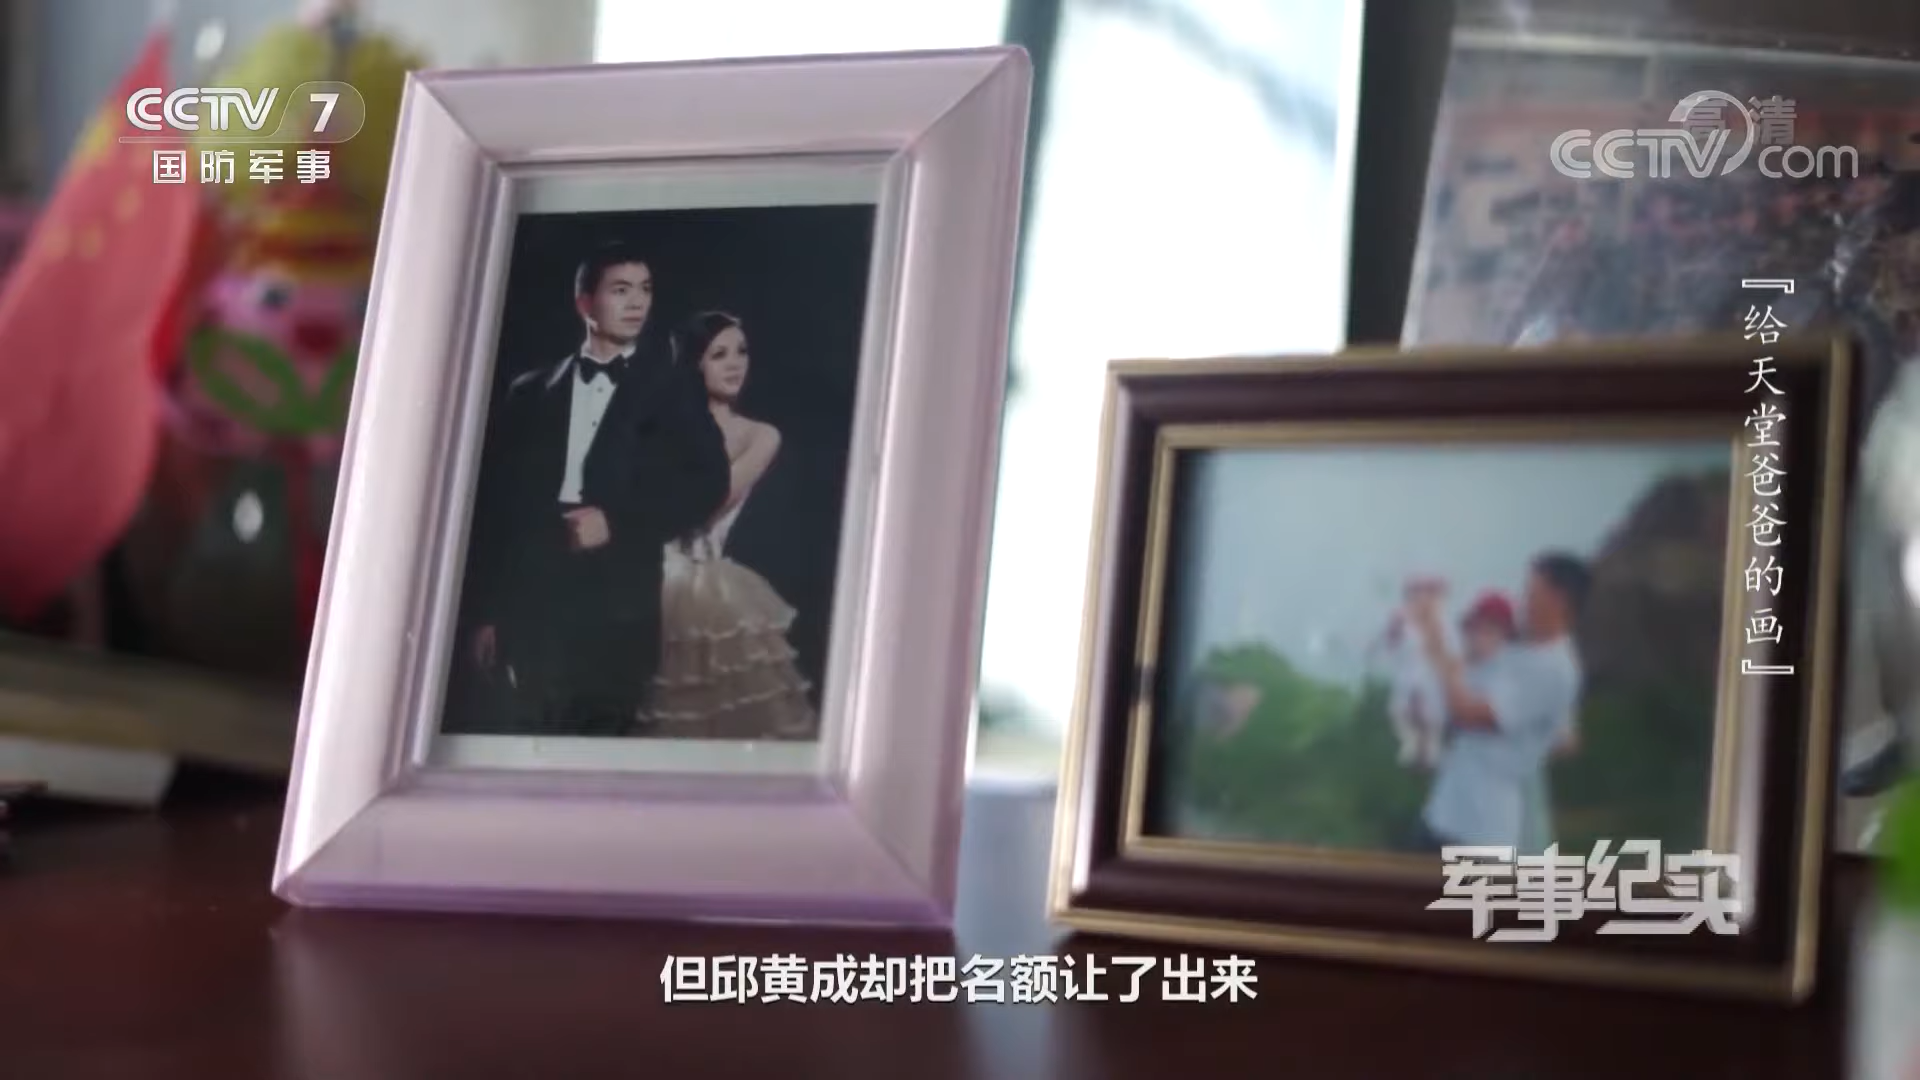 CCTV 7
国防军事
高清
CCTV com
『给天堂爸爸的画』
军事纪实
但邱黄成却把名额让了出来